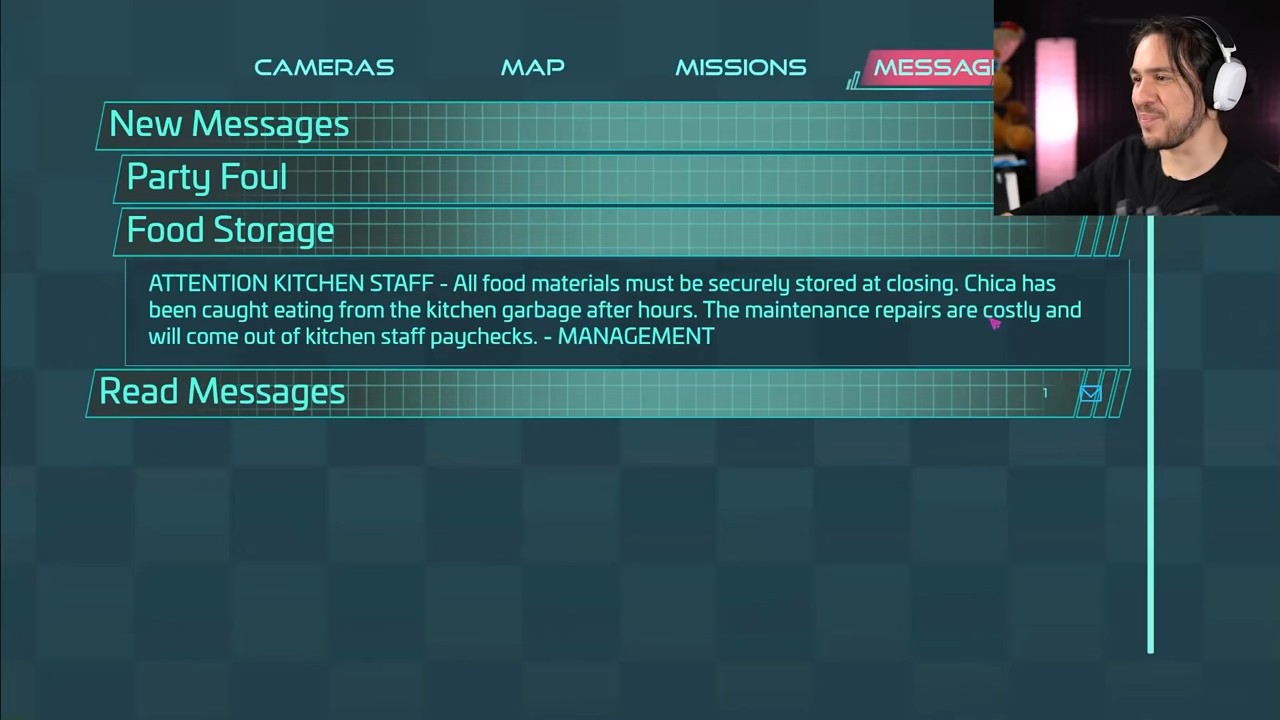 CAMERAS MAP MISSIONS MESSAG
New Messages
Party Foul
Food Storage
ATTENTION KITCHEN STAFF - All food materials must be securely stored at closing. Chica has
been caught eating from the kitchen garbage after hours. The maintenance repairs are costly and
will come out of kitchen staff paychecks. - MANAGEMENT
Read Messages 1